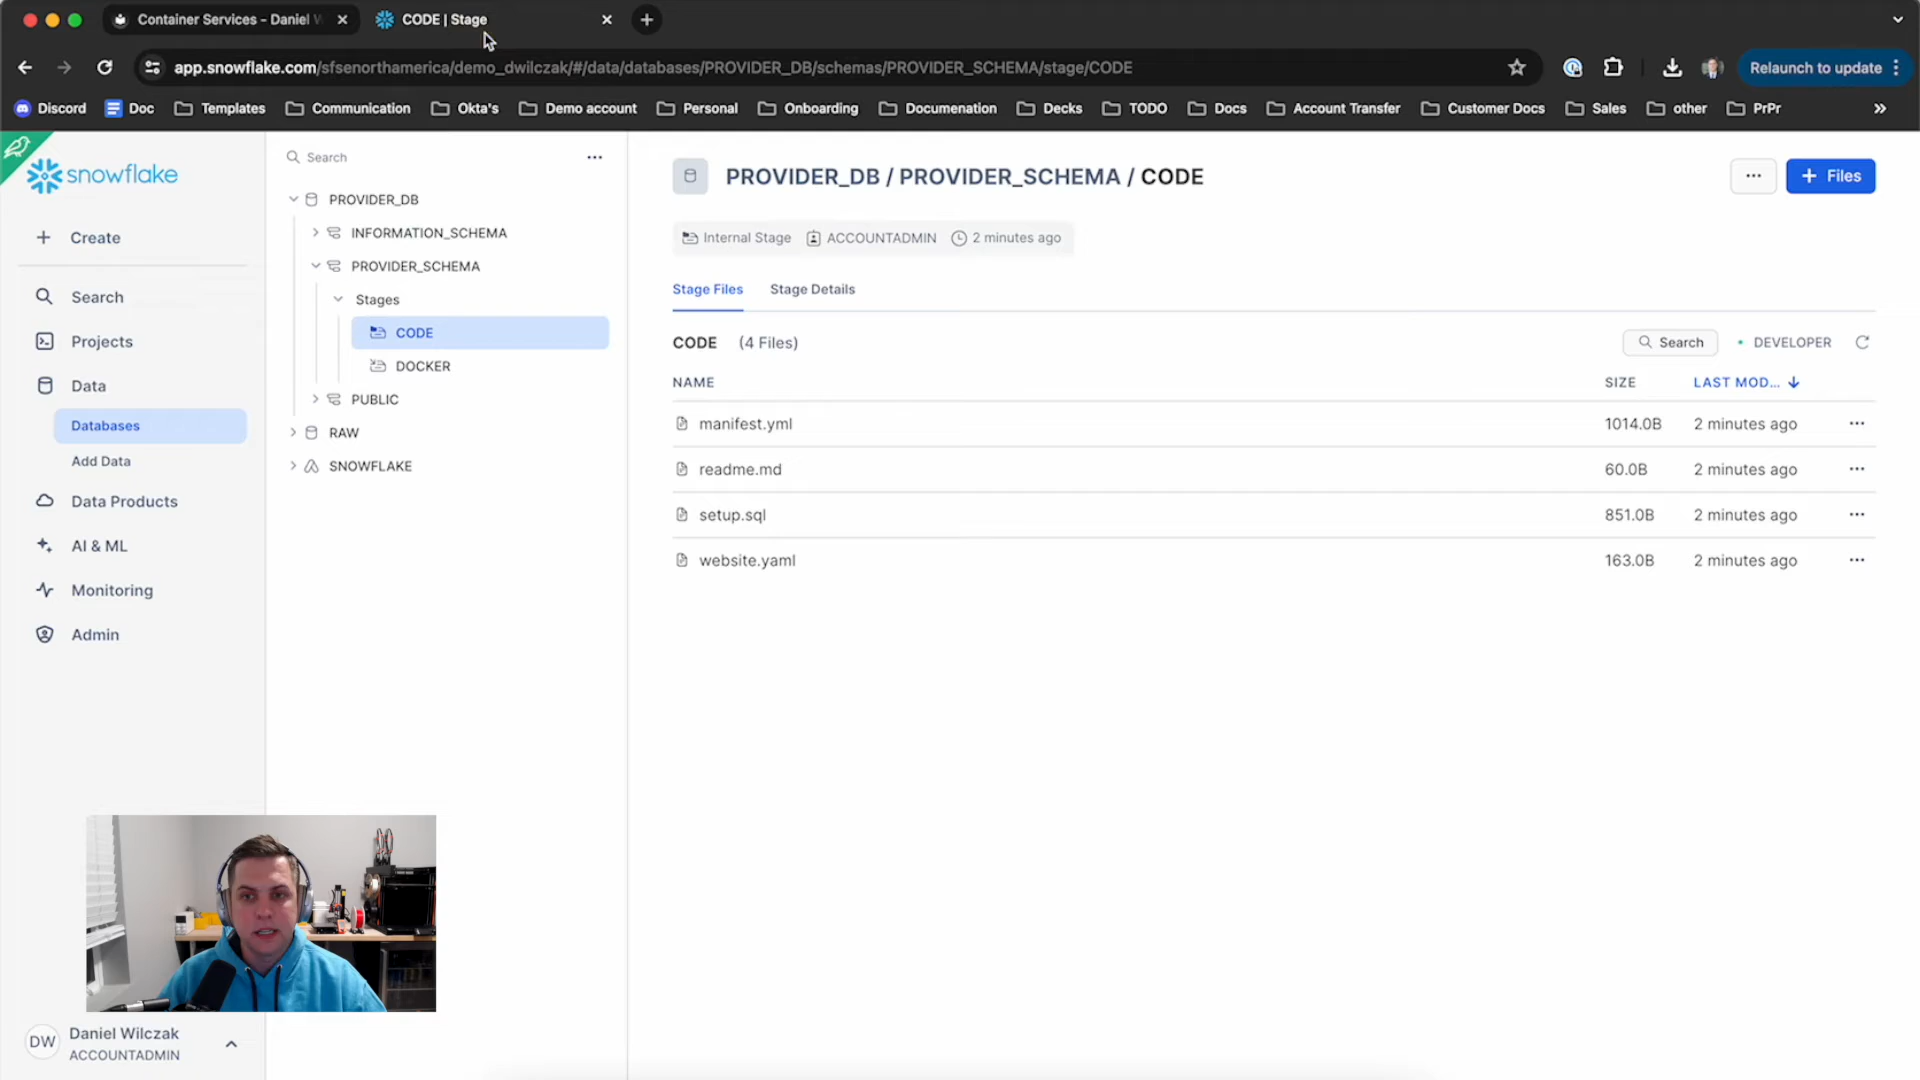 Container Services - Daniel W
CODE | Stage
app.snowflake.com/sfsenorthamerica/demo_dwilczak/#/data/databases/PROVIDER_DB/schemas/PROVIDER_SCHEMA/stage/CODE
Relaunch to update
Discord
Doc
Templates
Communication
Okta's
Demo account
Personal
Onboarding
Documenation
Decks
TODO
Docs
Account Transfer
Customer Docs
Sales
other
PrPr
snowflake
Create
Search
Projects
Data
Databases
Add Data
Data Products
AI & ML
Monitoring
Admin
DW
Daniel Wilczak
ACCOUNTADMIN
Search
PROVIDER_DB
INFORMATION_SCHEMA
PROVIDER_SCHEMA
Stages
CODE
DOCKER
PUBLIC
RAW
SNOWFLAKE
PROVIDER_DB / PROVIDER_SCHEMA / CODE
+ Files
Internal Stage ACCOUNTADMIN 2 minutes ago
Stage Files Stage Details
CODE (4 Files)
Search
DEVELOPER
NAME SIZE LAST MOD...
manifest.yml 1014.0B 2 minutes ago
readme.md 60.0B 2 minutes ago
setup.sql 851.0B 2 minutes ago
website.yaml 163.0B 2 minutes ago